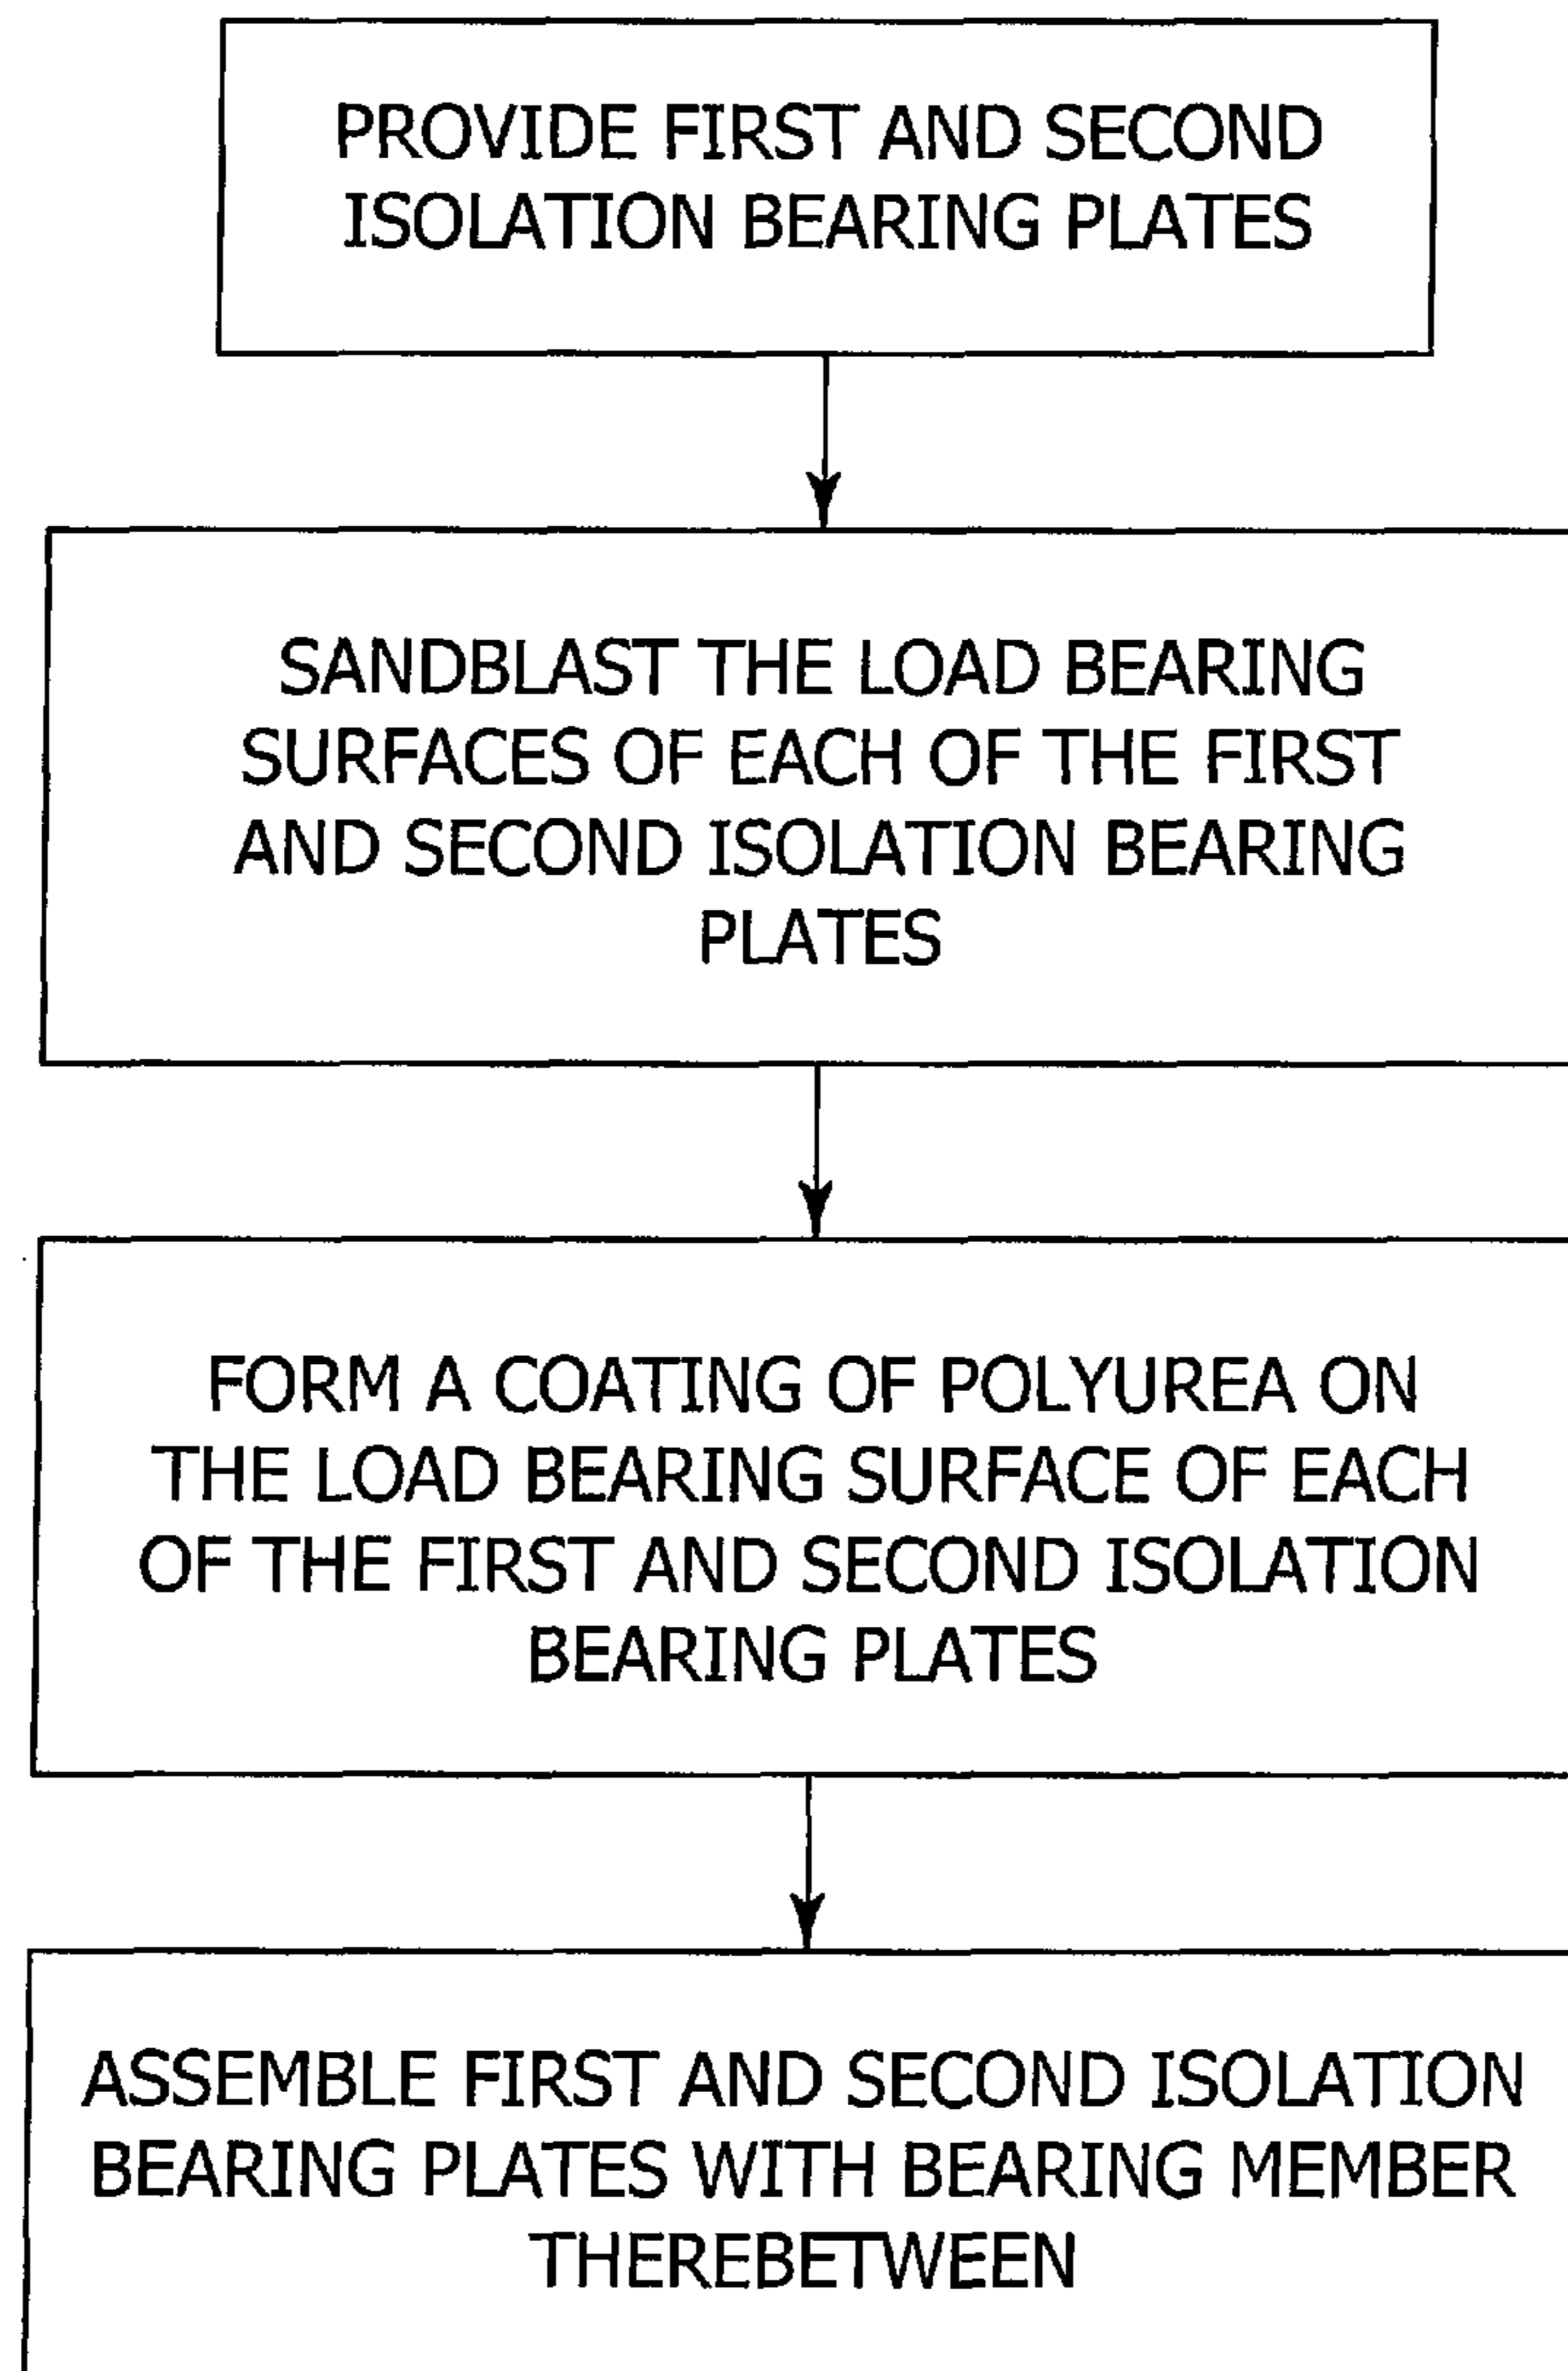 PROVIDE FIRST AND SECOND
ISOLATION BEARING PLATES
SANDBLAST THE LOAD BEARING
SURFACES OF EACH OF THE FIRST
AND SECOND ISOLATION BEARING
PLATES
FORM A COATING OF POLYUREA ON
THE LOAD BEARING SURFACE OF EACH
OF THE FIRST AND SECOND ISOLATION
BEARING PLATES
ASSEMBLE FIRST AND SECOND ISOLATION
BEARING PLATES WITH BEARING MEMBER
THEREBETWEEN